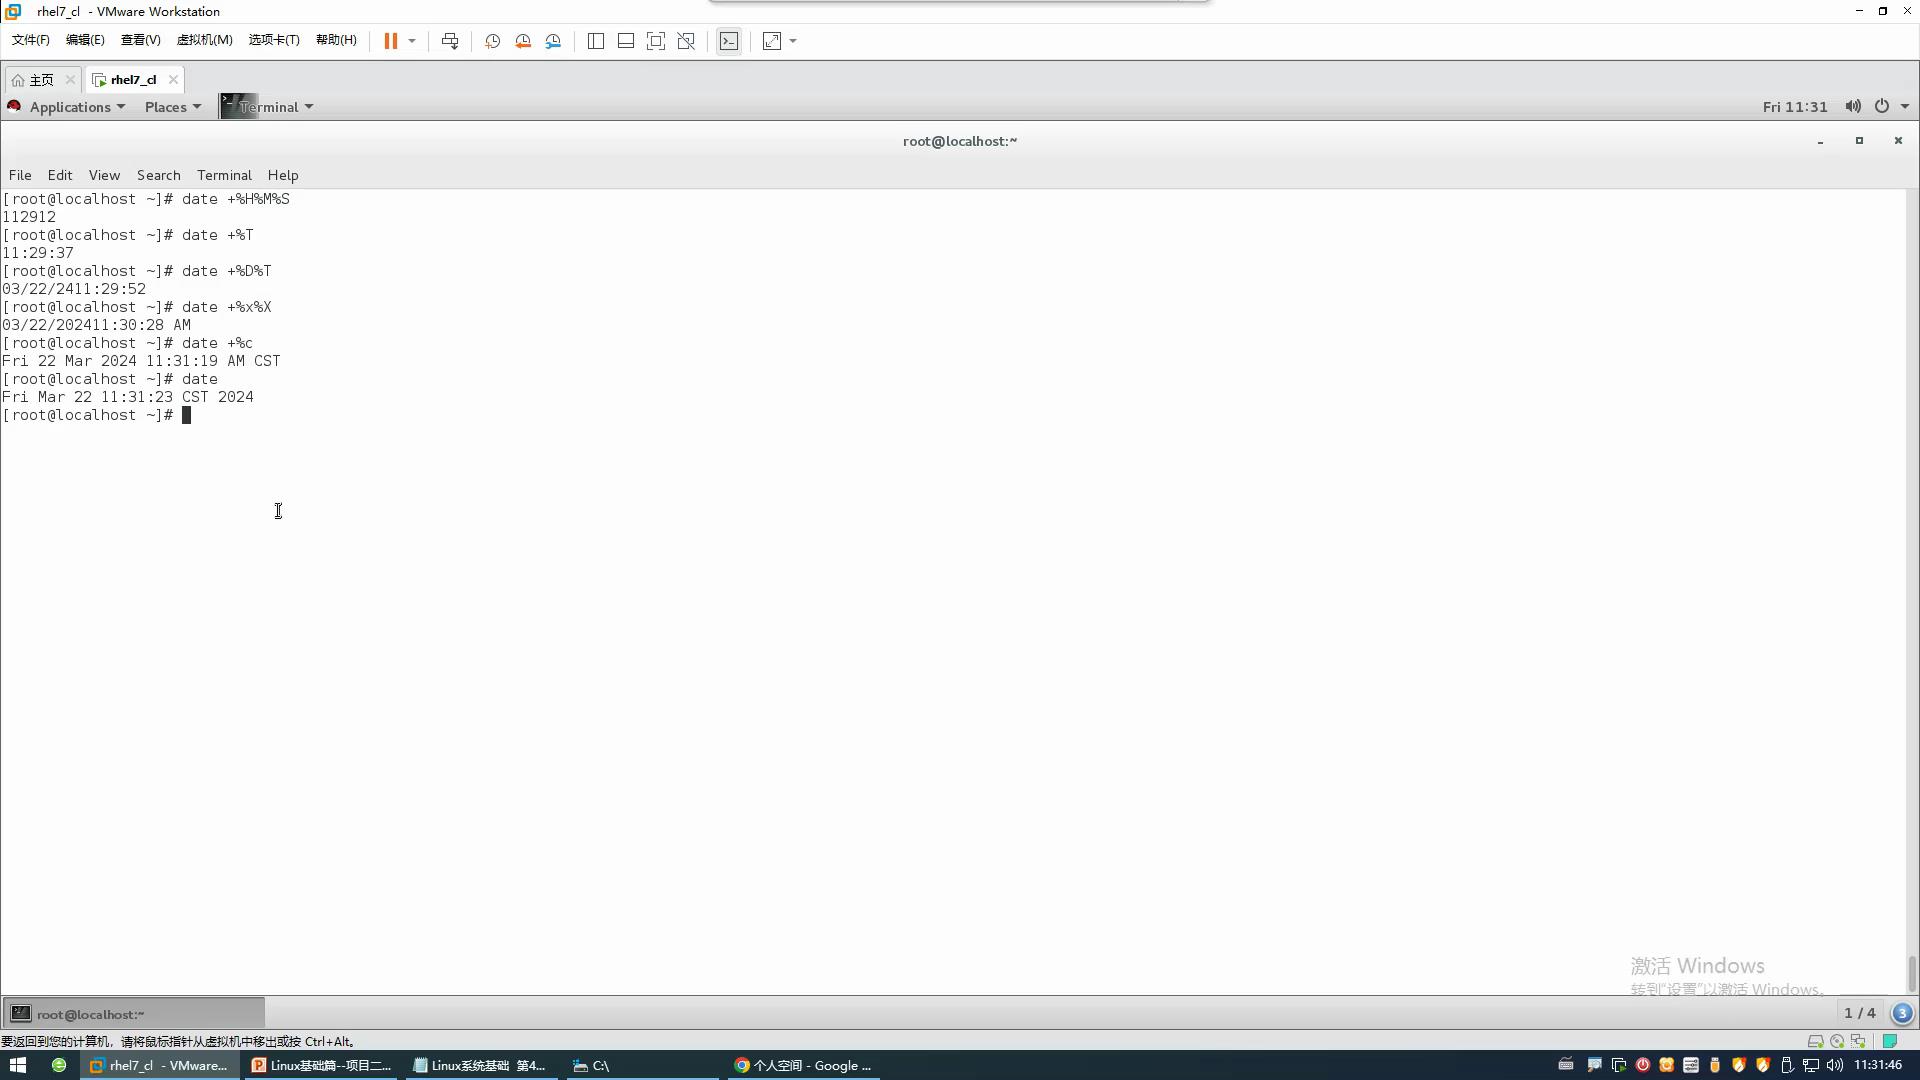 rhel7_cl - VMware Workstation
文件(F) 编辑(E) 查看(V) 虚拟机(M) 选项卡(T) 帮助(H)
主页 rhel7_cl
Applications Places Terminal Fri 11:31
root@localhost:~
File Edit View Search Terminal Help
[root@localhost ~]# date +%H%M%S
112912
[root@localhost ~]# date +%T
11:29:37
[root@localhost ~]# date +%D%T
03/22/2411:29:52
[root@localhost ~]# date +%x%X
03/22/202411:30:28 AM
[root@localhost ~]# date +%c
Fri 22 Mar 2024 11:31:19 AM CST
[root@localhost ~]# date
Fri Mar 22 11:31:23 CST 2024
[root@localhost ~]#
激活 Windows
转到"设置"以激活 Windows。
root@localhost:~ 1 / 4 3
要返回到您的计算机，请将鼠标指针从虚拟机中移出或按 Ctrl+Alt。
rhel7_cl - VMware... Linux基础篇--项目二... Linux系统基础 第4... C:\ 个人空间 - Google ... 11:31:46